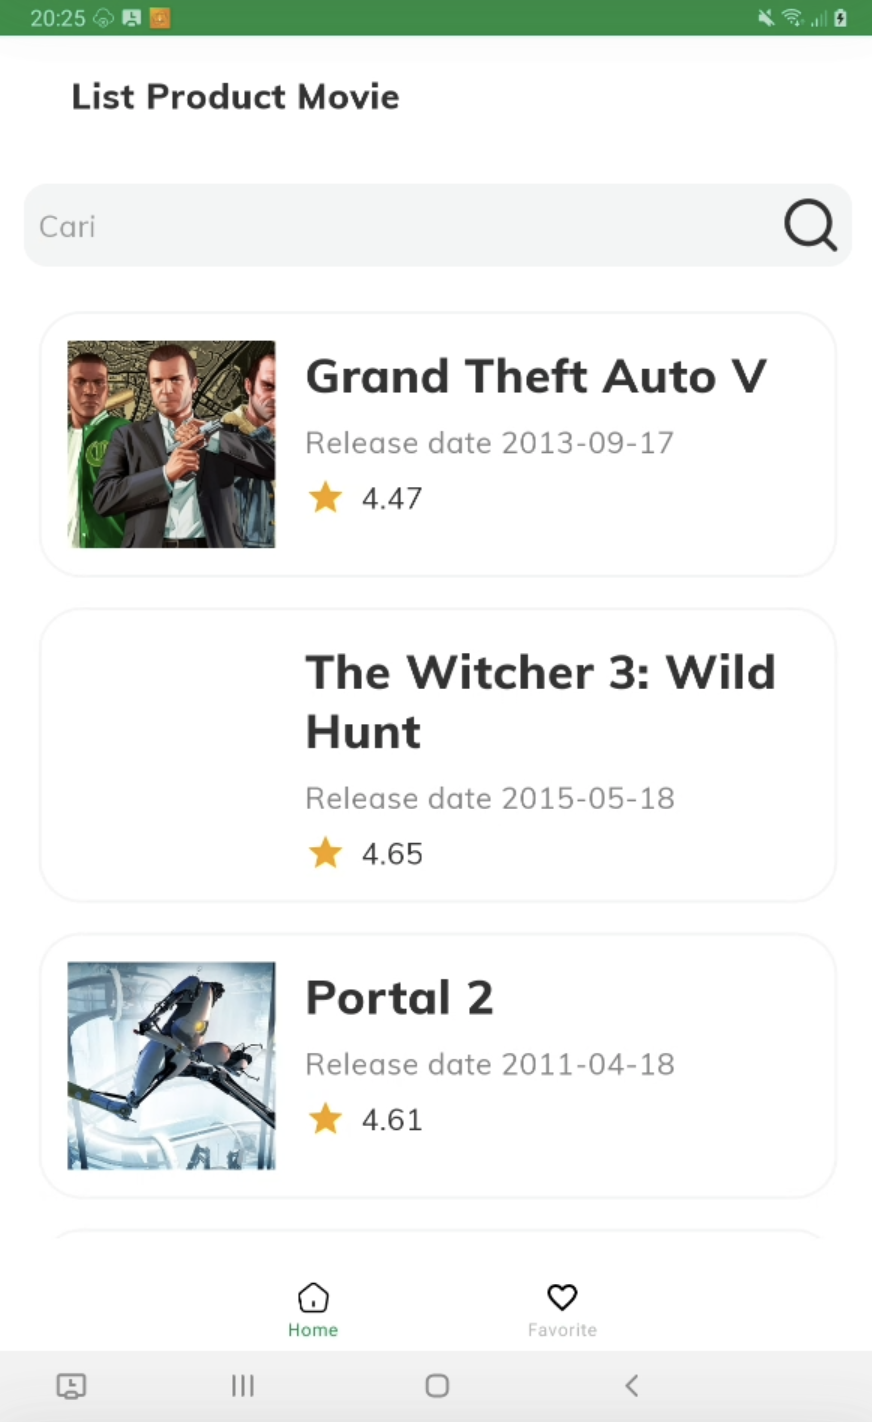 20:25
List Product Movie
Cari
Grand Theft Auto V
Release date 2013-09-17
4.47
The Witcher 3: Wild
Hunt
Release date 2015-05-18
4.65
Portal 2
Release date 2011-04-18
4.61
Home
Favorite